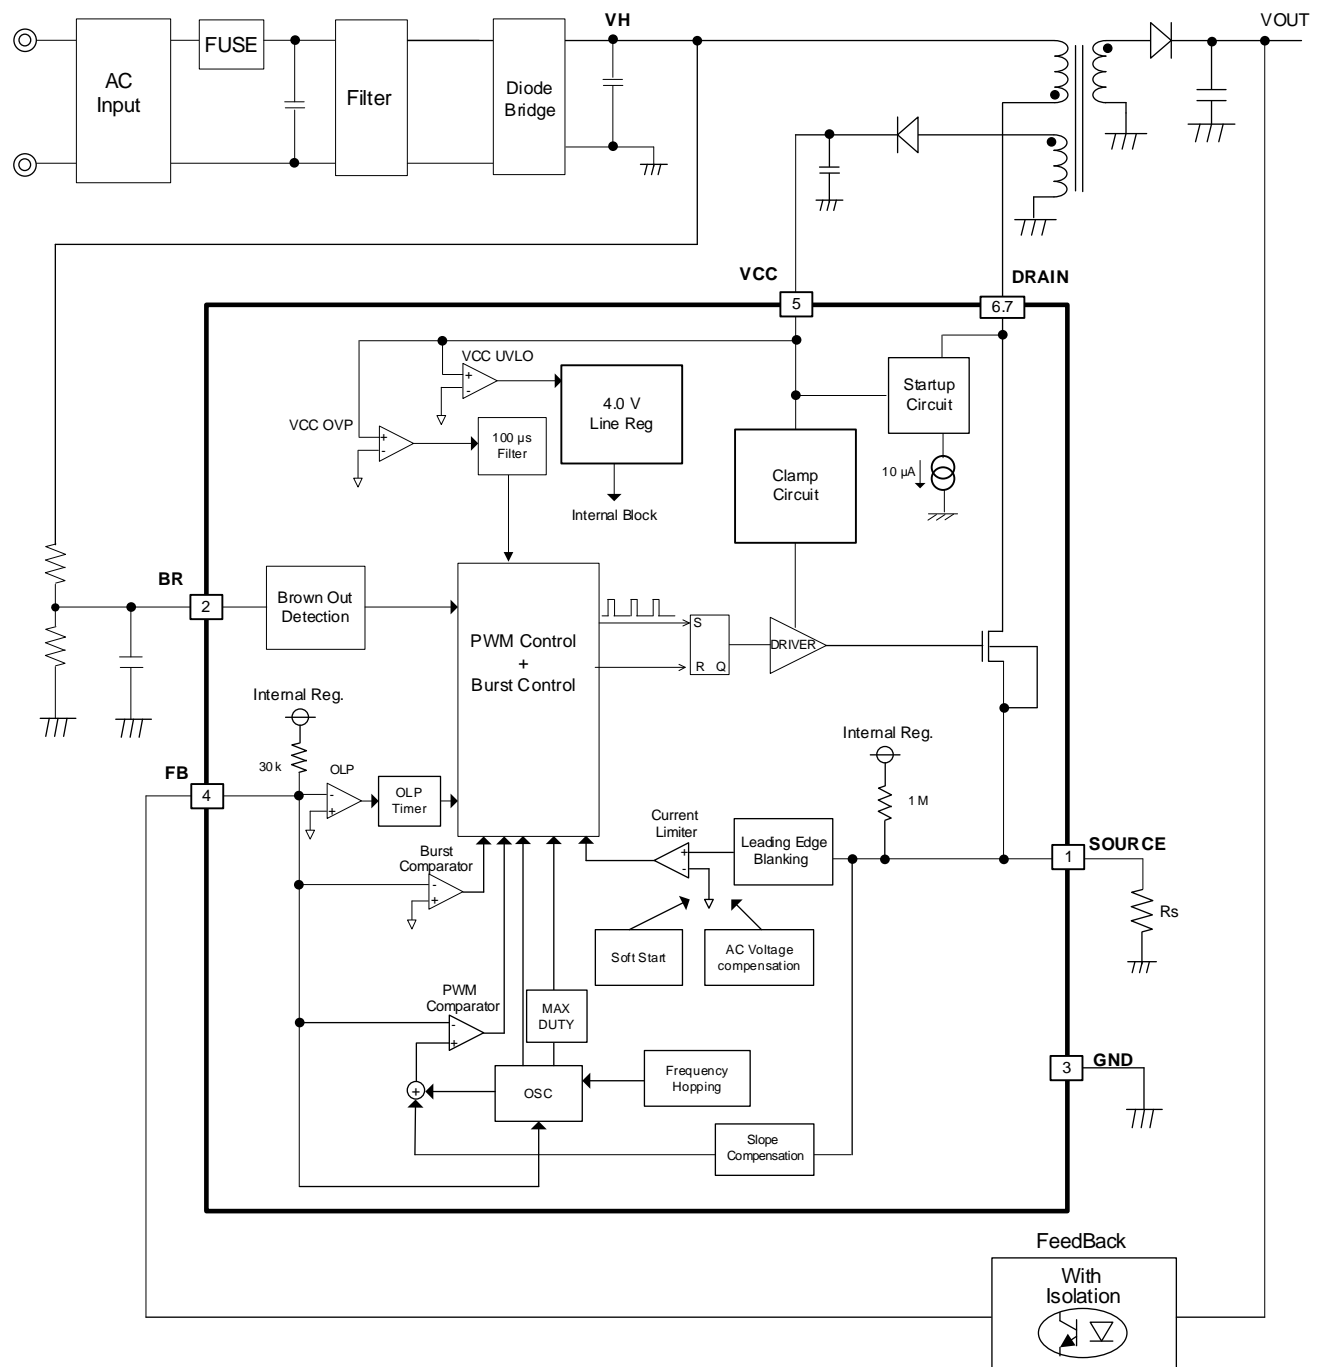 VH
VOUT
FUSE
AC
Input
Filter
Diode
Bridge
VCC
DRAIN
5
6.7
VCC UVLO
+
-
4.0 V
Line Reg
Startup
Circuit
VCC OVP
+
-
100 µs
Filter
10 µA
Clamp
Circuit
Internal Block
BR
2
Brown Out
Detection
PWM Control
+
Burst Control
S
R Q
DRIVER
Internal Reg.
30 k
FB
4
OLP
-
+
OLP
Timer
Internal Reg.
1 M
Current
Limiter
+
-
Leading Edge
Blanking
SOURCE
1
Rs
Burst
Comparator
-
+
Soft Start
AC Voltage
compensation
PWM
Comparator
-
+
MAX
DUTY
+
OSC
Frequency
Hopping
GND
3
Slope
Compensation
FeedBack
With
Isolation